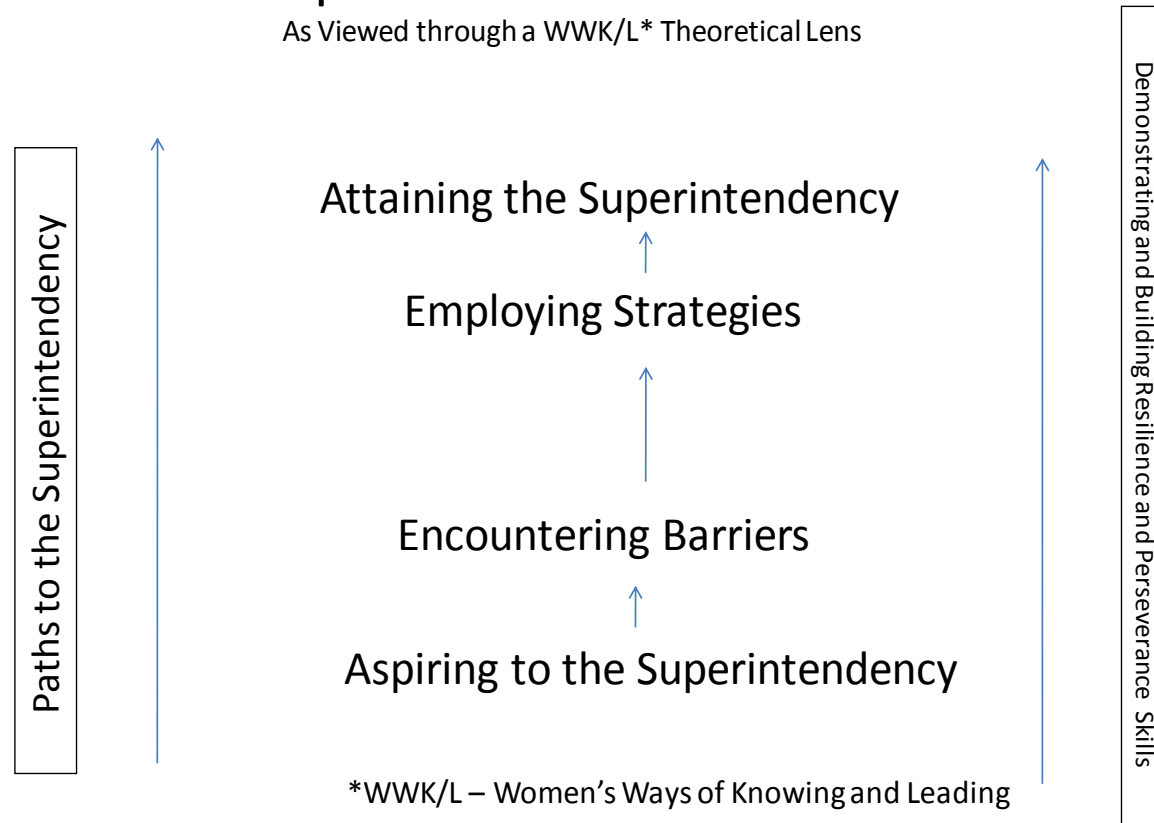 As Viewed through a WWK/L* Theoretical Lens
Paths to the Superintendency
Attaining the Superintendency
Employing Strategies
Encountering Barriers
Aspiring to the Superintendency
*WWK/L – Women’s Ways of Knowing and Leading
Demonstrating and Building Resilience and Perseverance Skills